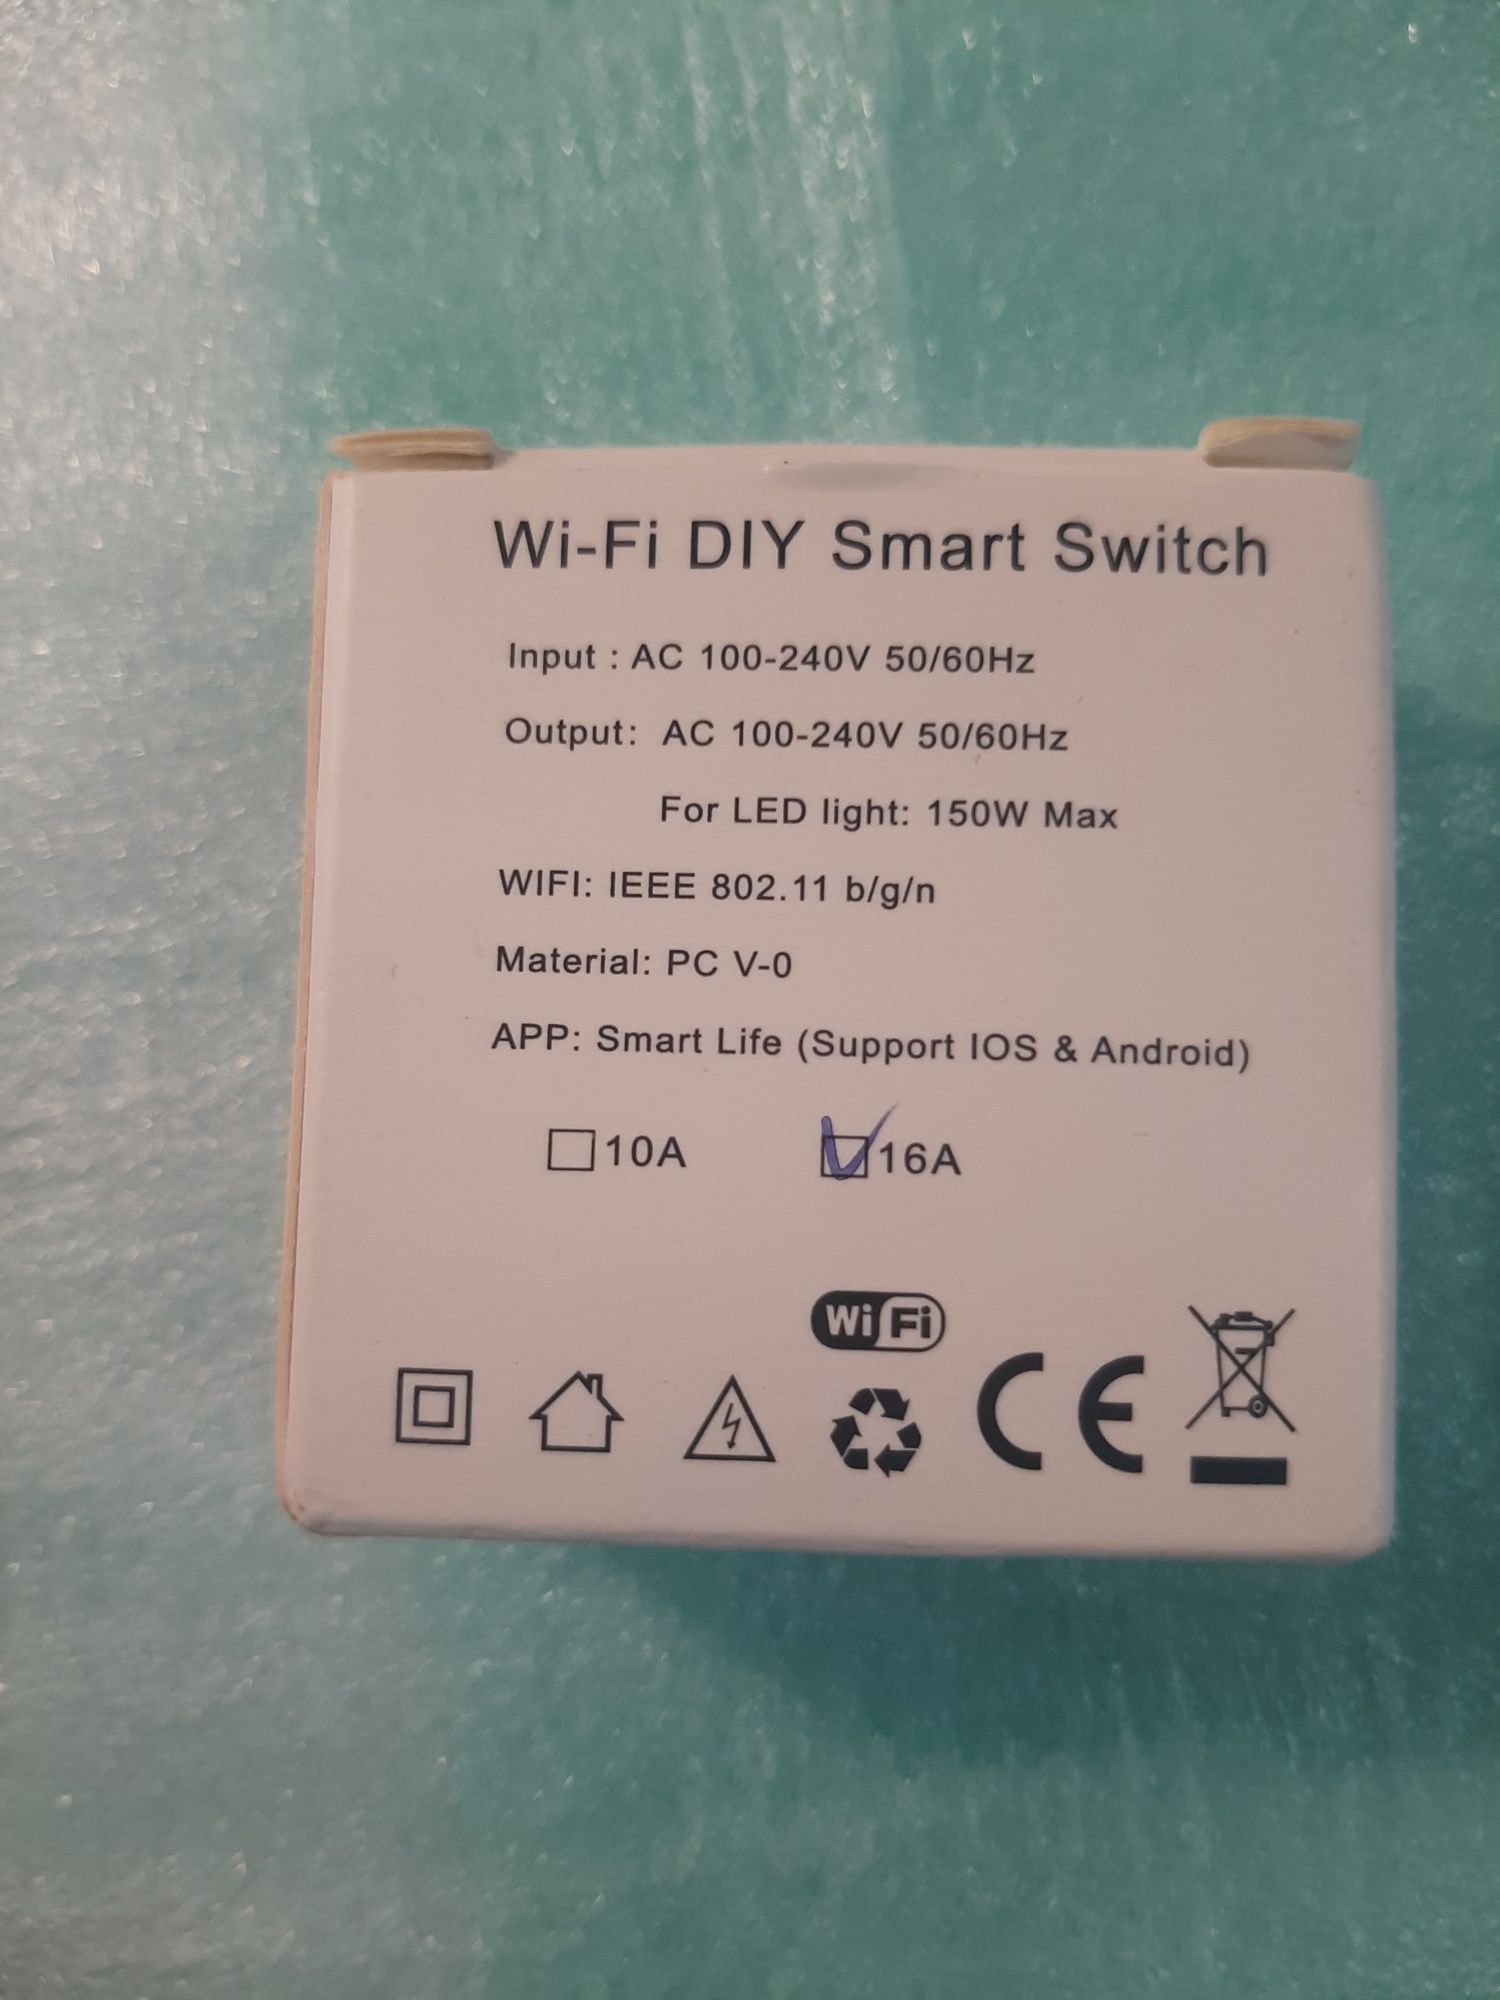 Wi-Fi DIY Smart Switch
Input : AC 100-240V 50/60Hz
Output: AC 100-240V 50/60Hz
For LED light: 150W Max
WIFI: IEEE 802.11 b/g/n
Material: PC V-0
APP: Smart Life (Support IOS & Android)
10A 16A
Wi Fi
CE